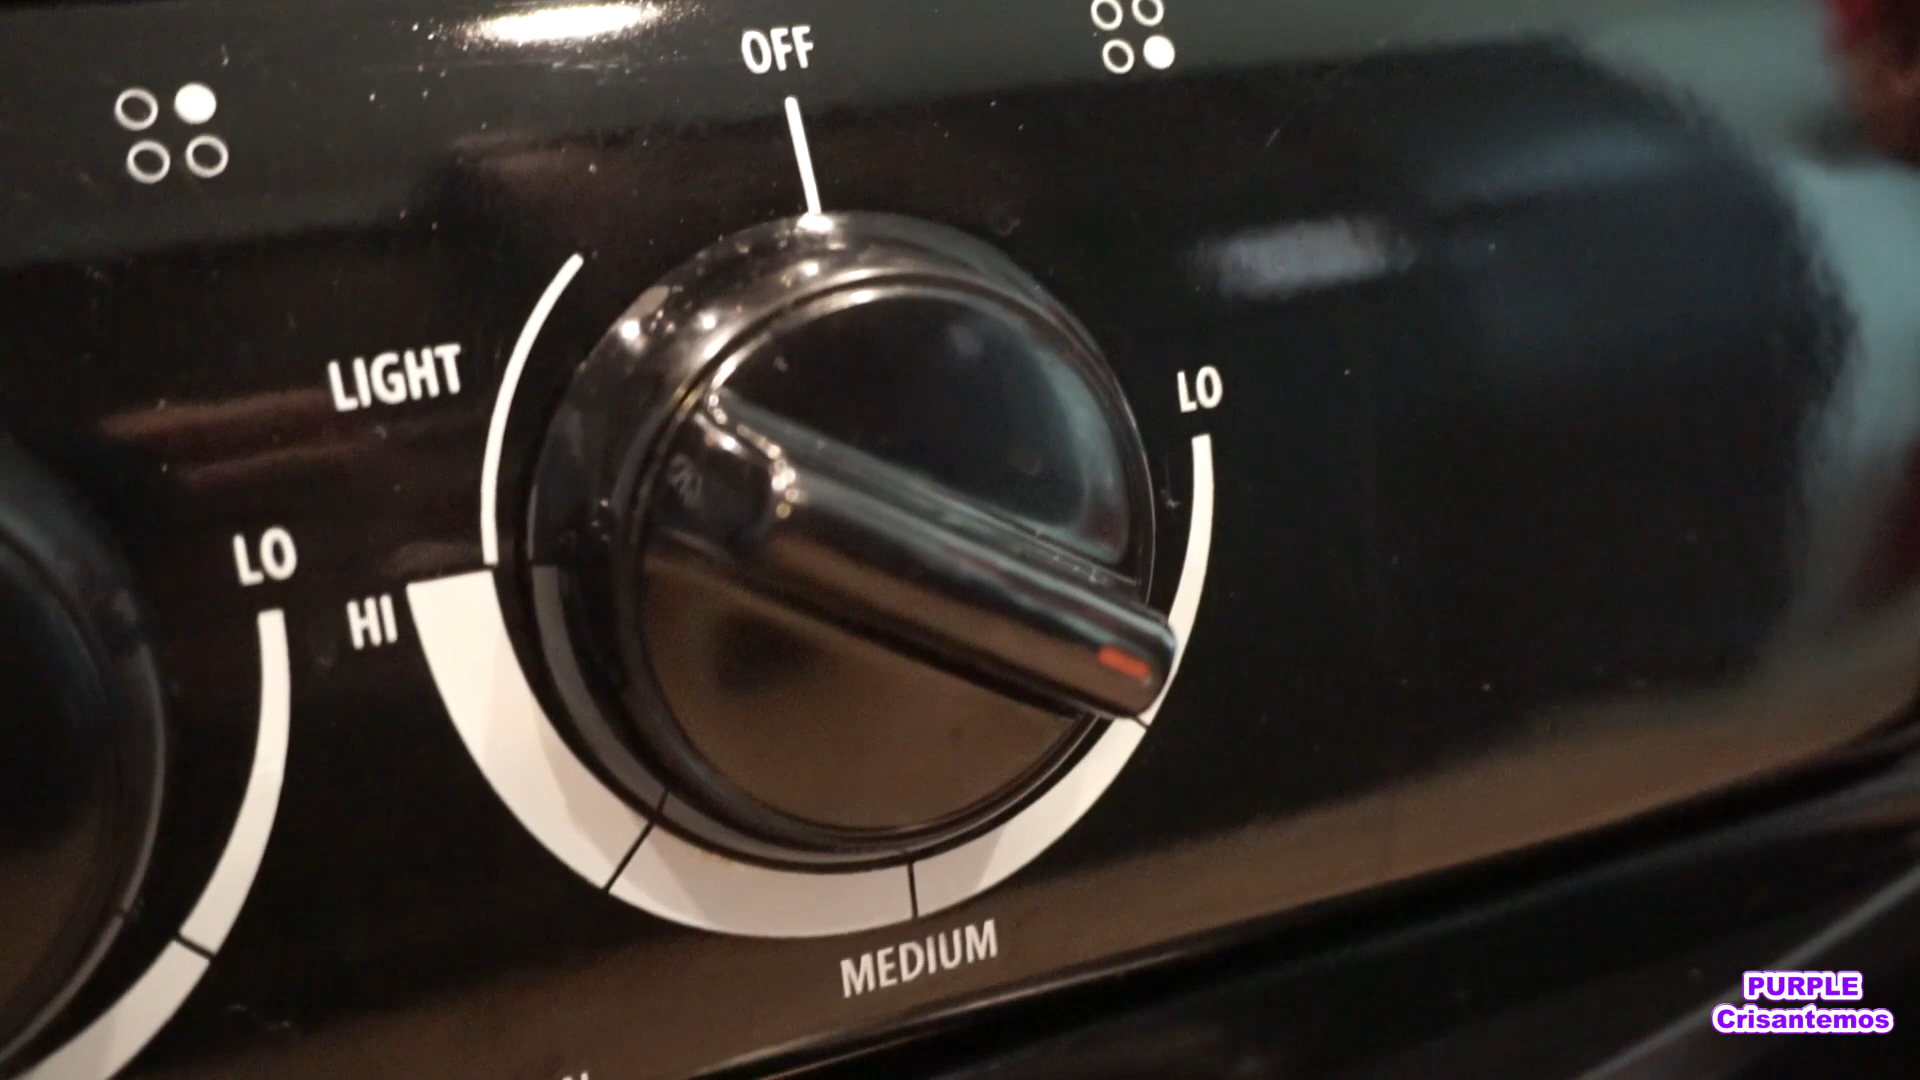 OFF
LIGHT
LO
LO
HI
MEDIUM
PURPLE
Crisantemos